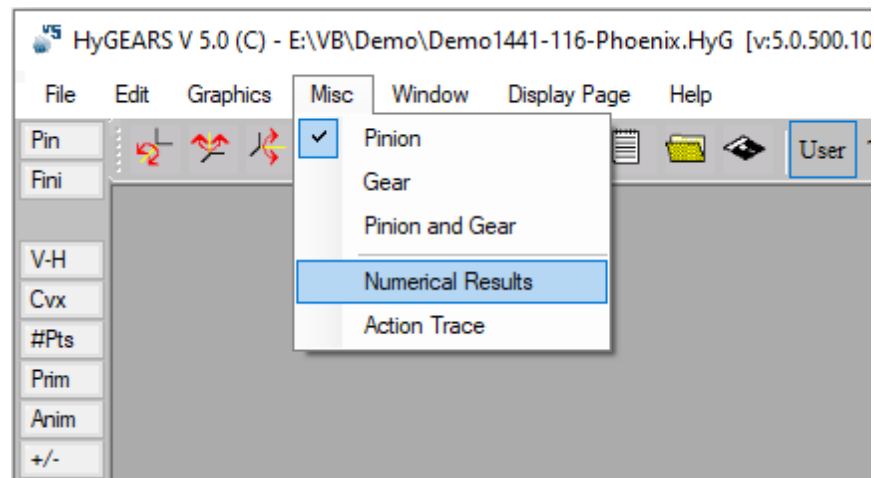 HyGEARS V 5.0 (C) - E:\VB\Demo\Demo1441-116-Phoenix.HyG [v:5.0.500.10
File Edit Graphics Misc Window Display Page Help
Pin
Fini
V-H
Cvx
#Pts
Prim
Anim
+/-
Pinion
Gear
Pinion and Gear
Numerical Results
Action Trace
User